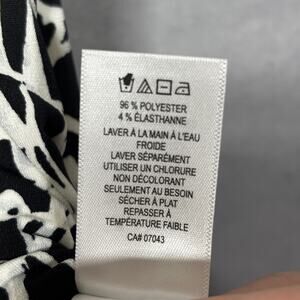 96 % POLYESTER
4 % ÉLASTHANNE
LAVER À LA MAIN À L'EAU
FROIDE
LAVER SÉPARÉMENT
UTILISER UN CHLORURE
NON DÉCOLORANT
SEULEMENT AU BESOIN
SÉCHER À PLAT
REPASSER À
TEMPÉRATURE FAIBLE
CA# 07043